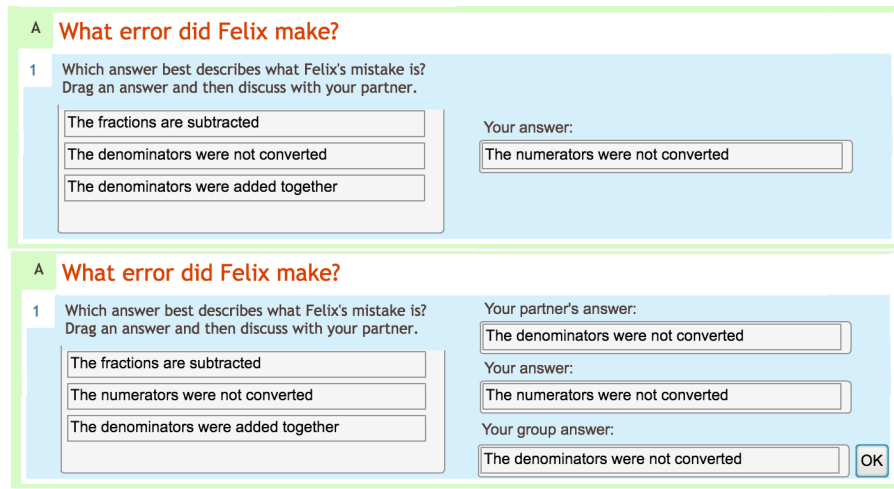 A What error did Felix make?
1 Which answer best describes what Felix's mistake is?
Drag an answer and then discuss with your partner.
The fractions are subtracted
The denominators were not converted
The denominators were added together
Your answer:
The numerators were not converted
A What error did Felix make?
1 Which answer best describes what Felix's mistake is?
Drag an answer and then discuss with your partner.
The fractions are subtracted
The numerators were not converted
The denominators were added together
Your partner's answer:
The denominators were not converted
Your answer:
The numerators were not converted
Your group answer:
The denominators were not converted OK